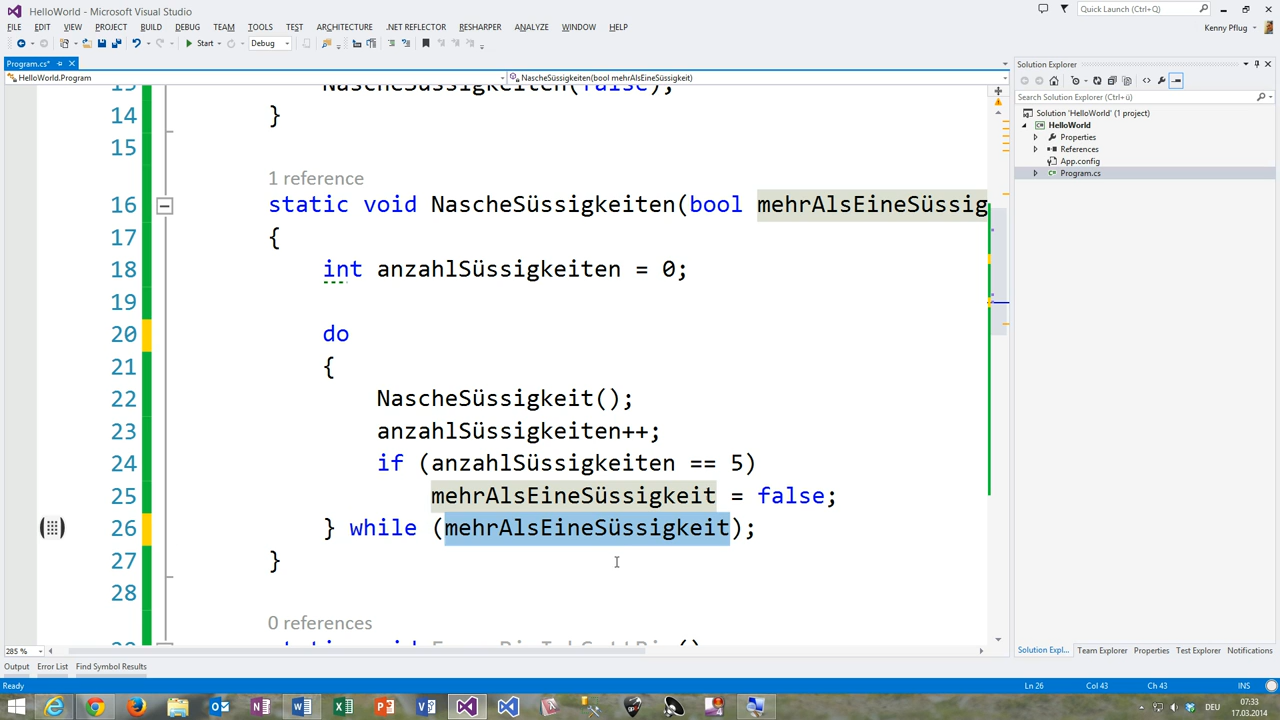 HelloWorld - Microsoft Visual Studio
Quick Launch (Ctrl+Q)
FILE EDIT VIEW PROJECT BUILD DEBUG TEAM TOOLS TEST ARCHITECTURE .NET REFLECTOR RESHARPER ANALYZE WINDOW HELP
Kenny Pflug
Start
Debug
Program.cs*
HelloWorld.Program
NascheSüssigkeiten(bool mehrAlsEineSüssigkeit)
NascheSüssigkeiten(false);
14 }
15
1 reference
16 static void NascheSüssigkeiten(bool mehrAlsEineSüssig
17 {
18 int anzahlSüssigkeiten = 0;
19
20 do
21 {
22 NascheSüssigkeit();
23 anzahlSüssigkeiten++;
24 if (anzahlSüssigkeiten == 5)
25 mehrAlsEineSüssigkeit = false;
26 } while (mehrAlsEineSüssigkeit);
27 }
28
0 references
285 %
Solution Explorer
Search Solution Explorer (Ctrl+ü)
Solution 'HelloWorld' (1 project)
HelloWorld
Properties
References
App.config
Program.cs
Solution Expl... Team Explorer Properties Test Explorer Notifications
Output Error List Find Symbol Results
Ready
Ln 26 Col 43 Ch 43 INS
DEU
07:33
17.03.2014